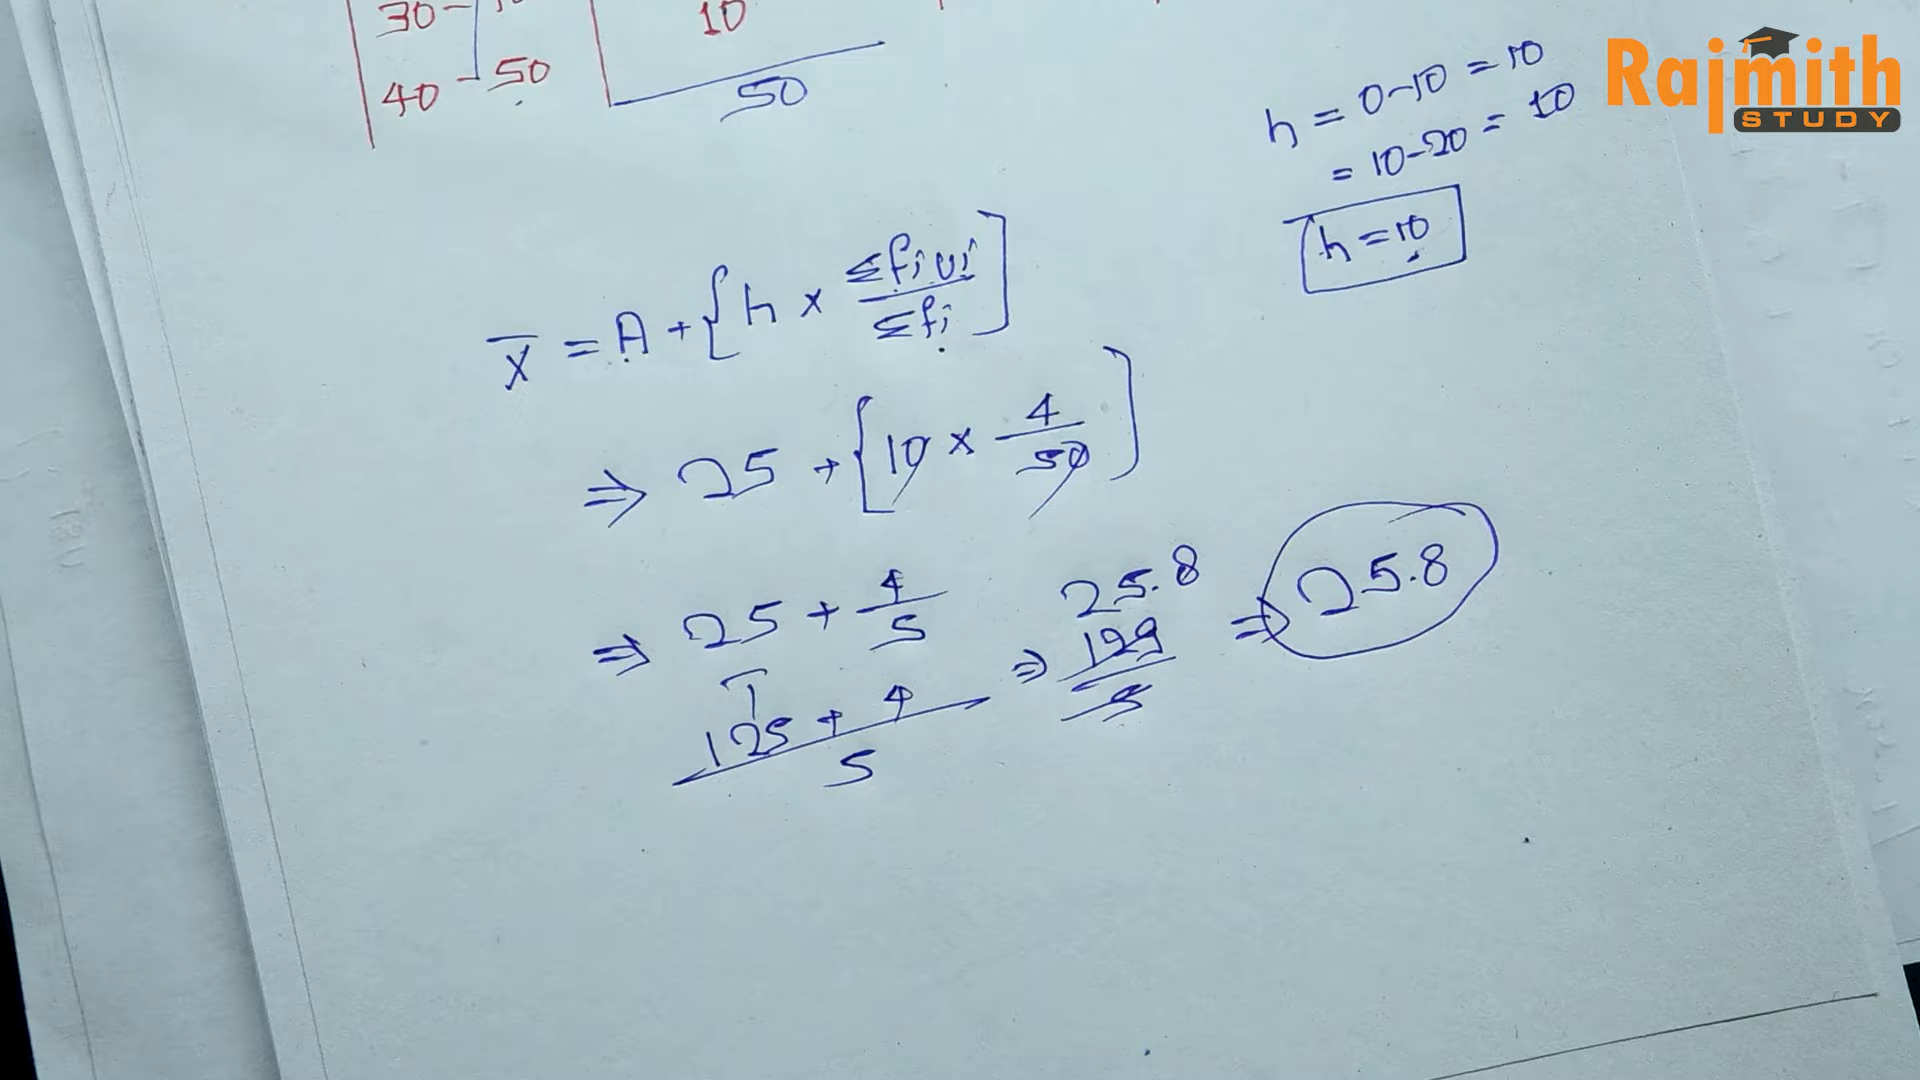 30 -
10
40 - 50
50
h = 0-10 = 10
= 10-20 = 10
h = 10
Rajmith
STUDY
x̄ = A + { h × Σfiui / Σfi ]
⇒ 25 + { 10 × 4/50 ]
⇒ 25 + 4/5
125 + 4 / 5 ⇒ 129/5 25.8 ⇒ 25.8